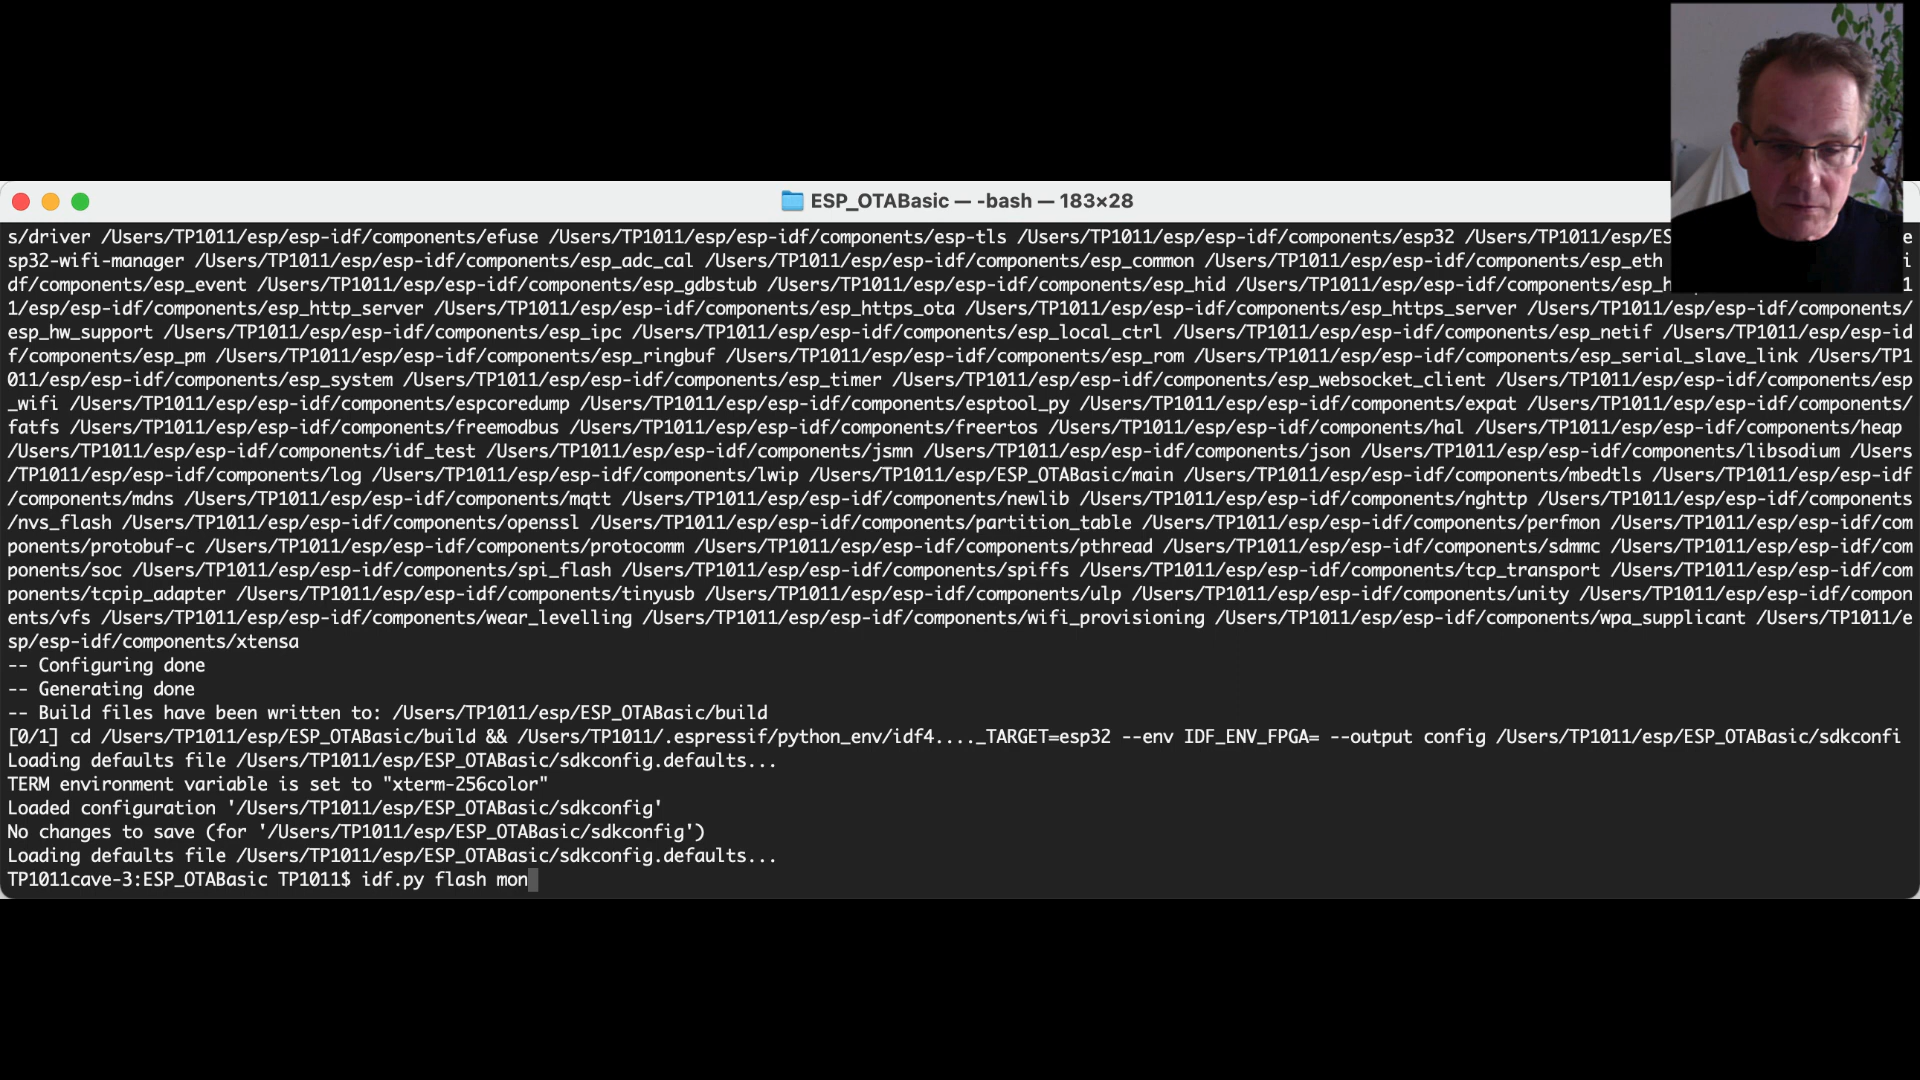 ESP_OTABasic — -bash — 183×28
s/driver /Users/TP1011/esp/esp-idf/components/efuse /Users/TP1011/esp/esp-idf/components/esp-tls /Users/TP1011/esp/esp-idf/components/esp32 /Users/TP1011/esp/ES e
sp32-wifi-manager /Users/TP1011/esp/esp-idf/components/esp_adc_cal /Users/TP1011/esp/esp-idf/components/esp_common /Users/TP1011/esp/esp-idf/components/esp_eth i
df/components/esp_event /Users/TP1011/esp/esp-idf/components/esp_gdbstub /Users/TP1011/esp/esp-idf/components/esp_hid /Users/TP1011/esp/esp-idf/components/esp_h 1
1/esp/esp-idf/components/esp_http_server /Users/TP1011/esp/esp-idf/components/esp_https_ota /Users/TP1011/esp/esp-idf/components/esp_https_server /Users/TP1011/esp/esp-idf/components/
esp_hw_support /Users/TP1011/esp/esp-idf/components/esp_ipc /Users/TP1011/esp/esp-idf/components/esp_local_ctrl /Users/TP1011/esp/esp-idf/components/esp_netif /Users/TP1011/esp/esp-id
f/components/esp_pm /Users/TP1011/esp/esp-idf/components/esp_ringbuf /Users/TP1011/esp/esp-idf/components/esp_rom /Users/TP1011/esp/esp-idf/components/esp_serial_slave_link /Users/TP1
011/esp/esp-idf/components/esp_system /Users/TP1011/esp/esp-idf/components/esp_timer /Users/TP1011/esp/esp-idf/components/esp_websocket_client /Users/TP1011/esp/esp-idf/components/esp
_wifi /Users/TP1011/esp/esp-idf/components/espcoredump /Users/TP1011/esp/esp-idf/components/esptool_py /Users/TP1011/esp/esp-idf/components/expat /Users/TP1011/esp/esp-idf/components/
fatfs /Users/TP1011/esp/esp-idf/components/freemodbus /Users/TP1011/esp/esp-idf/components/freertos /Users/TP1011/esp/esp-idf/components/hal /Users/TP1011/esp/esp-idf/components/heap
/Users/TP1011/esp/esp-idf/components/idf_test /Users/TP1011/esp/esp-idf/components/jsmn /Users/TP1011/esp/esp-idf/components/json /Users/TP1011/esp/esp-idf/components/libsodium /Users
/TP1011/esp/esp-idf/components/log /Users/TP1011/esp/esp-idf/components/lwip /Users/TP1011/esp/ESP_OTABasic/main /Users/TP1011/esp/esp-idf/components/mbedtls /Users/TP1011/esp/esp-idf
/components/mdns /Users/TP1011/esp/esp-idf/components/mqtt /Users/TP1011/esp/esp-idf/components/newlib /Users/TP1011/esp/esp-idf/components/nghttp /Users/TP1011/esp/esp-idf/components
/nvs_flash /Users/TP1011/esp/esp-idf/components/openssl /Users/TP1011/esp/esp-idf/components/partition_table /Users/TP1011/esp/esp-idf/components/perfmon /Users/TP1011/esp/esp-idf/com
ponents/protobuf-c /Users/TP1011/esp/esp-idf/components/protocomm /Users/TP1011/esp/esp-idf/components/pthread /Users/TP1011/esp/esp-idf/components/sdmmc /Users/TP1011/esp/esp-idf/com
ponents/soc /Users/TP1011/esp/esp-idf/components/spi_flash /Users/TP1011/esp/esp-idf/components/spiffs /Users/TP1011/esp/esp-idf/components/tcp_transport /Users/TP1011/esp/esp-idf/com
ponents/tcpip_adapter /Users/TP1011/esp/esp-idf/components/tinyusb /Users/TP1011/esp/esp-idf/components/ulp /Users/TP1011/esp/esp-idf/components/unity /Users/TP1011/esp/esp-idf/compon
ents/vfs /Users/TP1011/esp/esp-idf/components/wear_levelling /Users/TP1011/esp/esp-idf/components/wifi_provisioning /Users/TP1011/esp/esp-idf/components/wpa_supplicant /Users/TP1011/e
sp/esp-idf/components/xtensa
-- Configuring done
-- Generating done
-- Build files have been written to: /Users/TP1011/esp/ESP_OTABasic/build
[0/1] cd /Users/TP1011/esp/ESP_OTABasic/build && /Users/TP1011/.espressif/python_env/idf4...._TARGET=esp32 --env IDF_ENV_FPGA= --output config /Users/TP1011/esp/ESP_OTABasic/sdkconfi
Loading defaults file /Users/TP1011/esp/ESP_OTABasic/sdkconfig.defaults...
TERM environment variable is set to "xterm-256color"
Loaded configuration '/Users/TP1011/esp/ESP_OTABasic/sdkconfig'
No changes to save (for '/Users/TP1011/esp/ESP_OTABasic/sdkconfig')
Loading defaults file /Users/TP1011/esp/ESP_OTABasic/sdkconfig.defaults...
TP1011cave-3:ESP_OTABasic TP1011$ idf.py flash mon